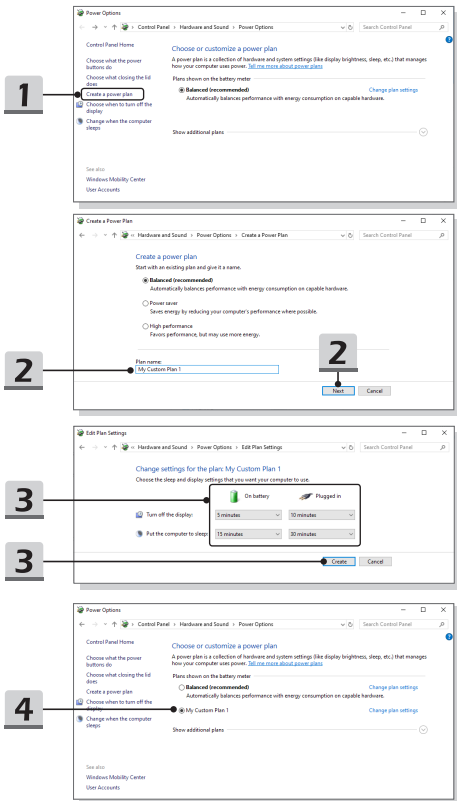 Power Options
Control Panel › Hardware and Sound › Power Options
Search Control Panel
Control Panel Home
Choose what the power
buttons do
Choose what closing the lid
does
Create a power plan
Choose when to turn off the
display
Change when the computer
sleeps
See also
Windows Mobility Center
User Accounts
Choose or customize a power plan
A power plan is a collection of hardware and system settings (like display brightness, sleep, etc.) that manages
how your computer uses power. Tell me more about power plans
Plans shown on the battery meter
Balanced (recommended) Change plan settings
Automatically balances performance with energy consumption on capable hardware.
Show additional plans
1
Create a Power Plan
« Hardware and Sound › Power Options › Create a Power Plan
Search Control Panel
Create a power plan
Start with an existing plan and give it a name.
Balanced (recommended)
Automatically balances performance with energy consumption on capable hardware.
Power saver
Saves energy by reducing your computer's performance where possible.
High performance
Favors performance, but may use more energy.
Plan name:
My Custom Plan 1
2
2
Next Cancel
Edit Plan Settings
« Hardware and Sound › Power Options › Edit Plan Settings
Search Control Panel
Change settings for the plan: My Custom Plan 1
Choose the sleep and display settings that you want your computer to use.
On battery Plugged in
Turn off the display: 5 minutes 10 minutes
Put the computer to sleep: 15 minutes 30 minutes
3
3
Create Cancel
Power Options
Control Panel › Hardware and Sound › Power Options
Search Control Panel
Control Panel Home
Choose what the power
buttons do
Choose what closing the lid
does
Create a power plan
Choose when to turn off the
display
Change when the computer
sleeps
See also
Windows Mobility Center
User Accounts
Choose or customize a power plan
A power plan is a collection of hardware and system settings (like display brightness, sleep, etc.) that manages
how your computer uses power. Tell me more about power plans
Plans shown on the battery meter
Balanced (recommended) Change plan settings
Automatically balances performance with energy consumption on capable hardware.
My Custom Plan 1 Change plan settings
Show additional plans
4